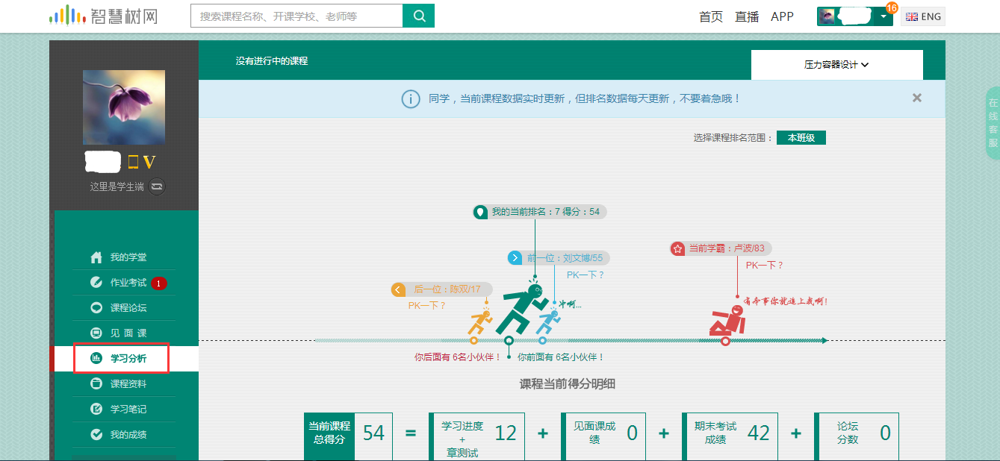 智慧树网
搜索课程名称、开课学校、老师等
首页 直播 APP
16
ENG
没有进行中的课程
压力容器设计
同学，当前课程数据实时更新，但排名数据每天更新，不要着急哦！
×
在线客服
选择课程排名范围： 本班级
V
这里是学生端
我的学堂
作业考试 1
课程论坛
见 面 课
学习分析
课程资料
学习笔记
我的成绩
我的当前排名：7 得分：54
当前学霸：卢波/83
PK一下？
前一位：刘文博/55
PK一下？
后一位：陈双/17
PK一下？
冲啊...
有本事你就追上我啊!
你后面有 6名小伙伴！
你前面有 6名小伙伴！
课程当前得分明细
当前课程
总得分
54
=
学习进度
+
章测试
12
+
见面课成
绩
0
+
期末考试
成绩
42
+
论坛
分数
0